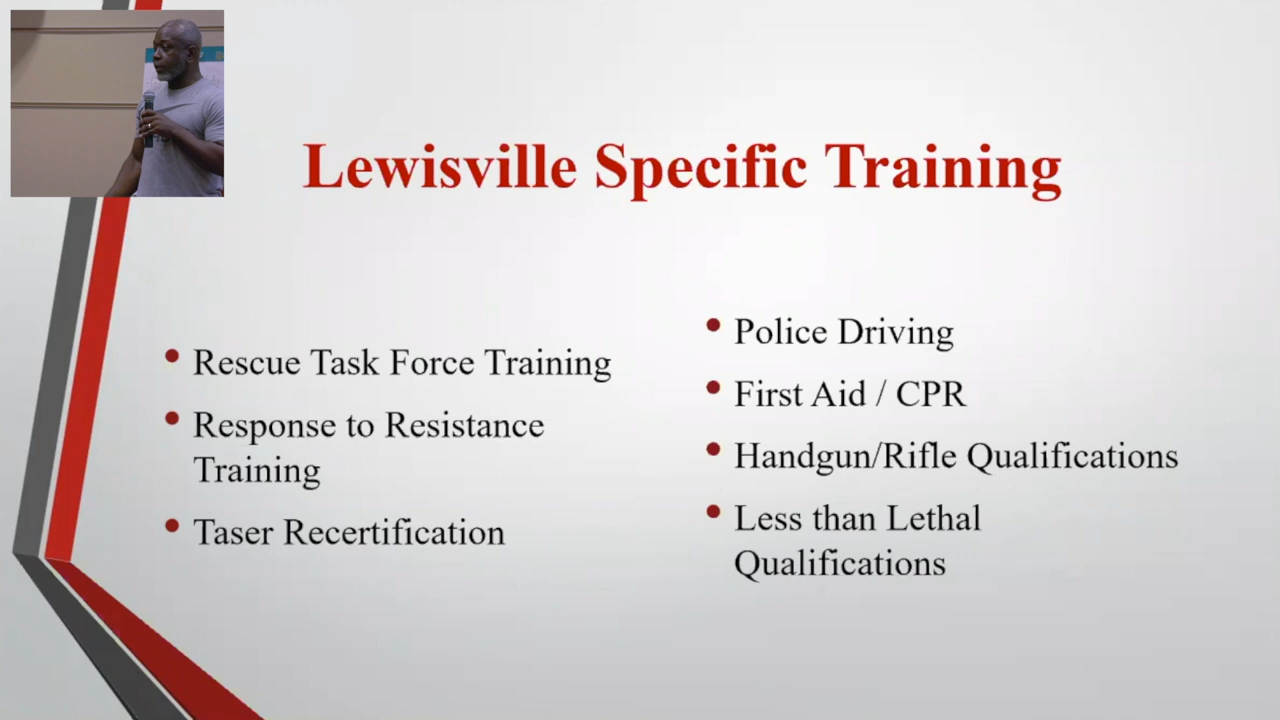 Lewisville Specific Training
Rescue Task Force Training
Response to Resistance
Training
Taser Recertification
Police Driving
First Aid / CPR
Handgun/Rifle Qualifications
Less than Lethal
Qualifications